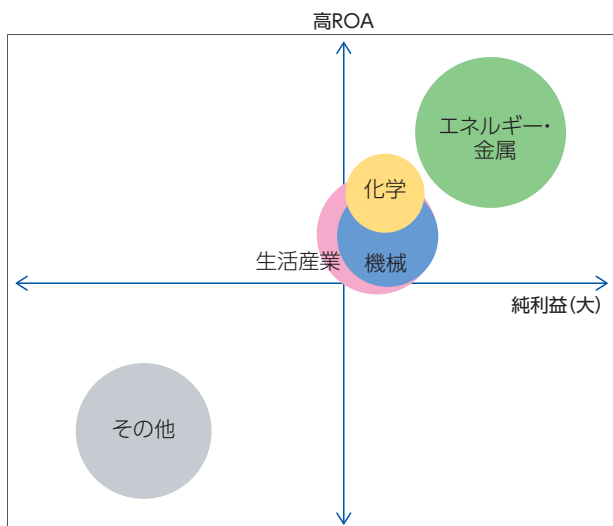 高ROA
エネルギー・
金属
化学
生活産業
機械
純利益(大)
その他